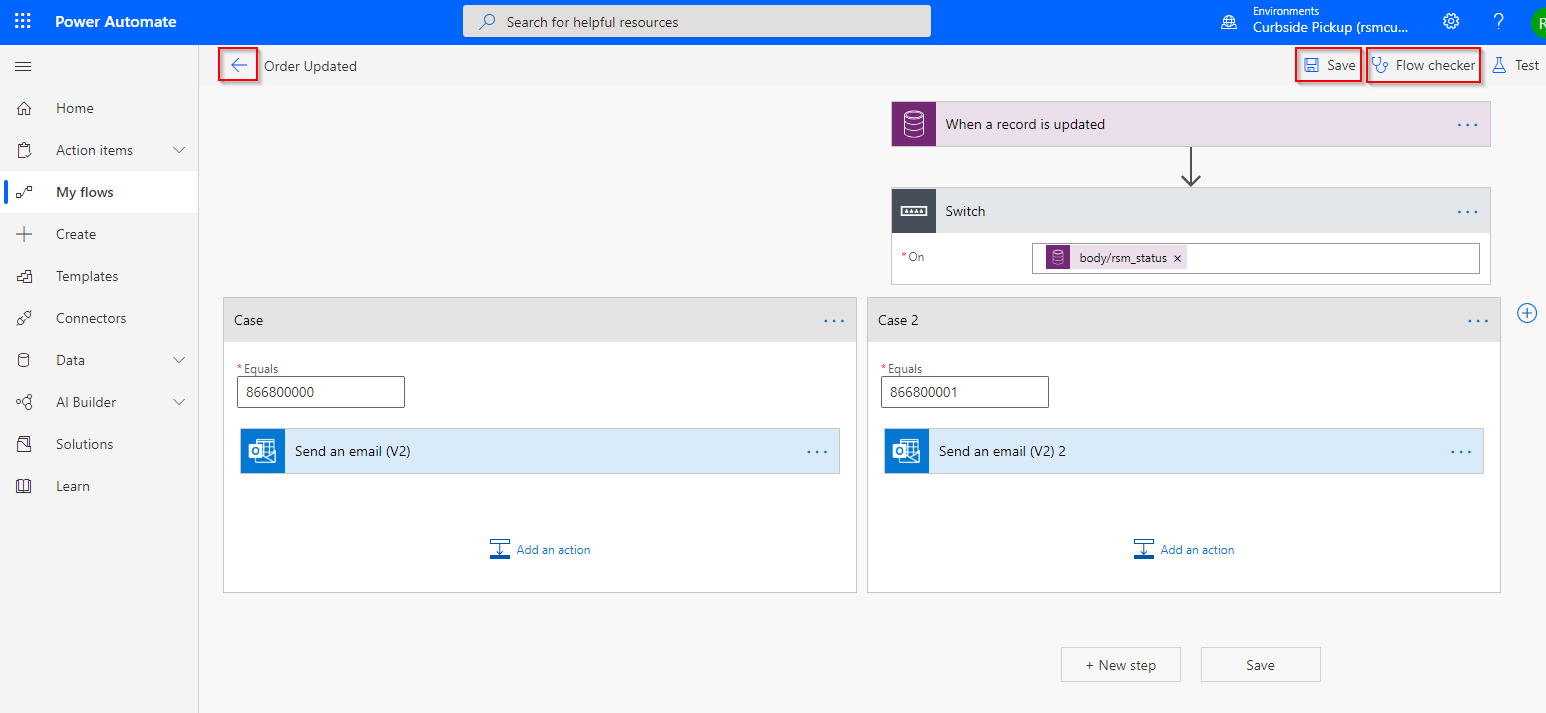 Power Automate
Search for helpful resources
Environments
Curbside Pickup (rsmcu...
?
R
Order Updated
Save
Flow checker
Test
Home
Action items
My flows
Create
Templates
Connectors
Data
AI Builder
Solutions
Learn
When a record is updated
Switch
* On
body/rsm_status ×
Case
* Equals
866800000
Send an email (V2)
Add an action
Case 2
* Equals
866800001
Send an email (V2) 2
Add an action
+ New step
Save